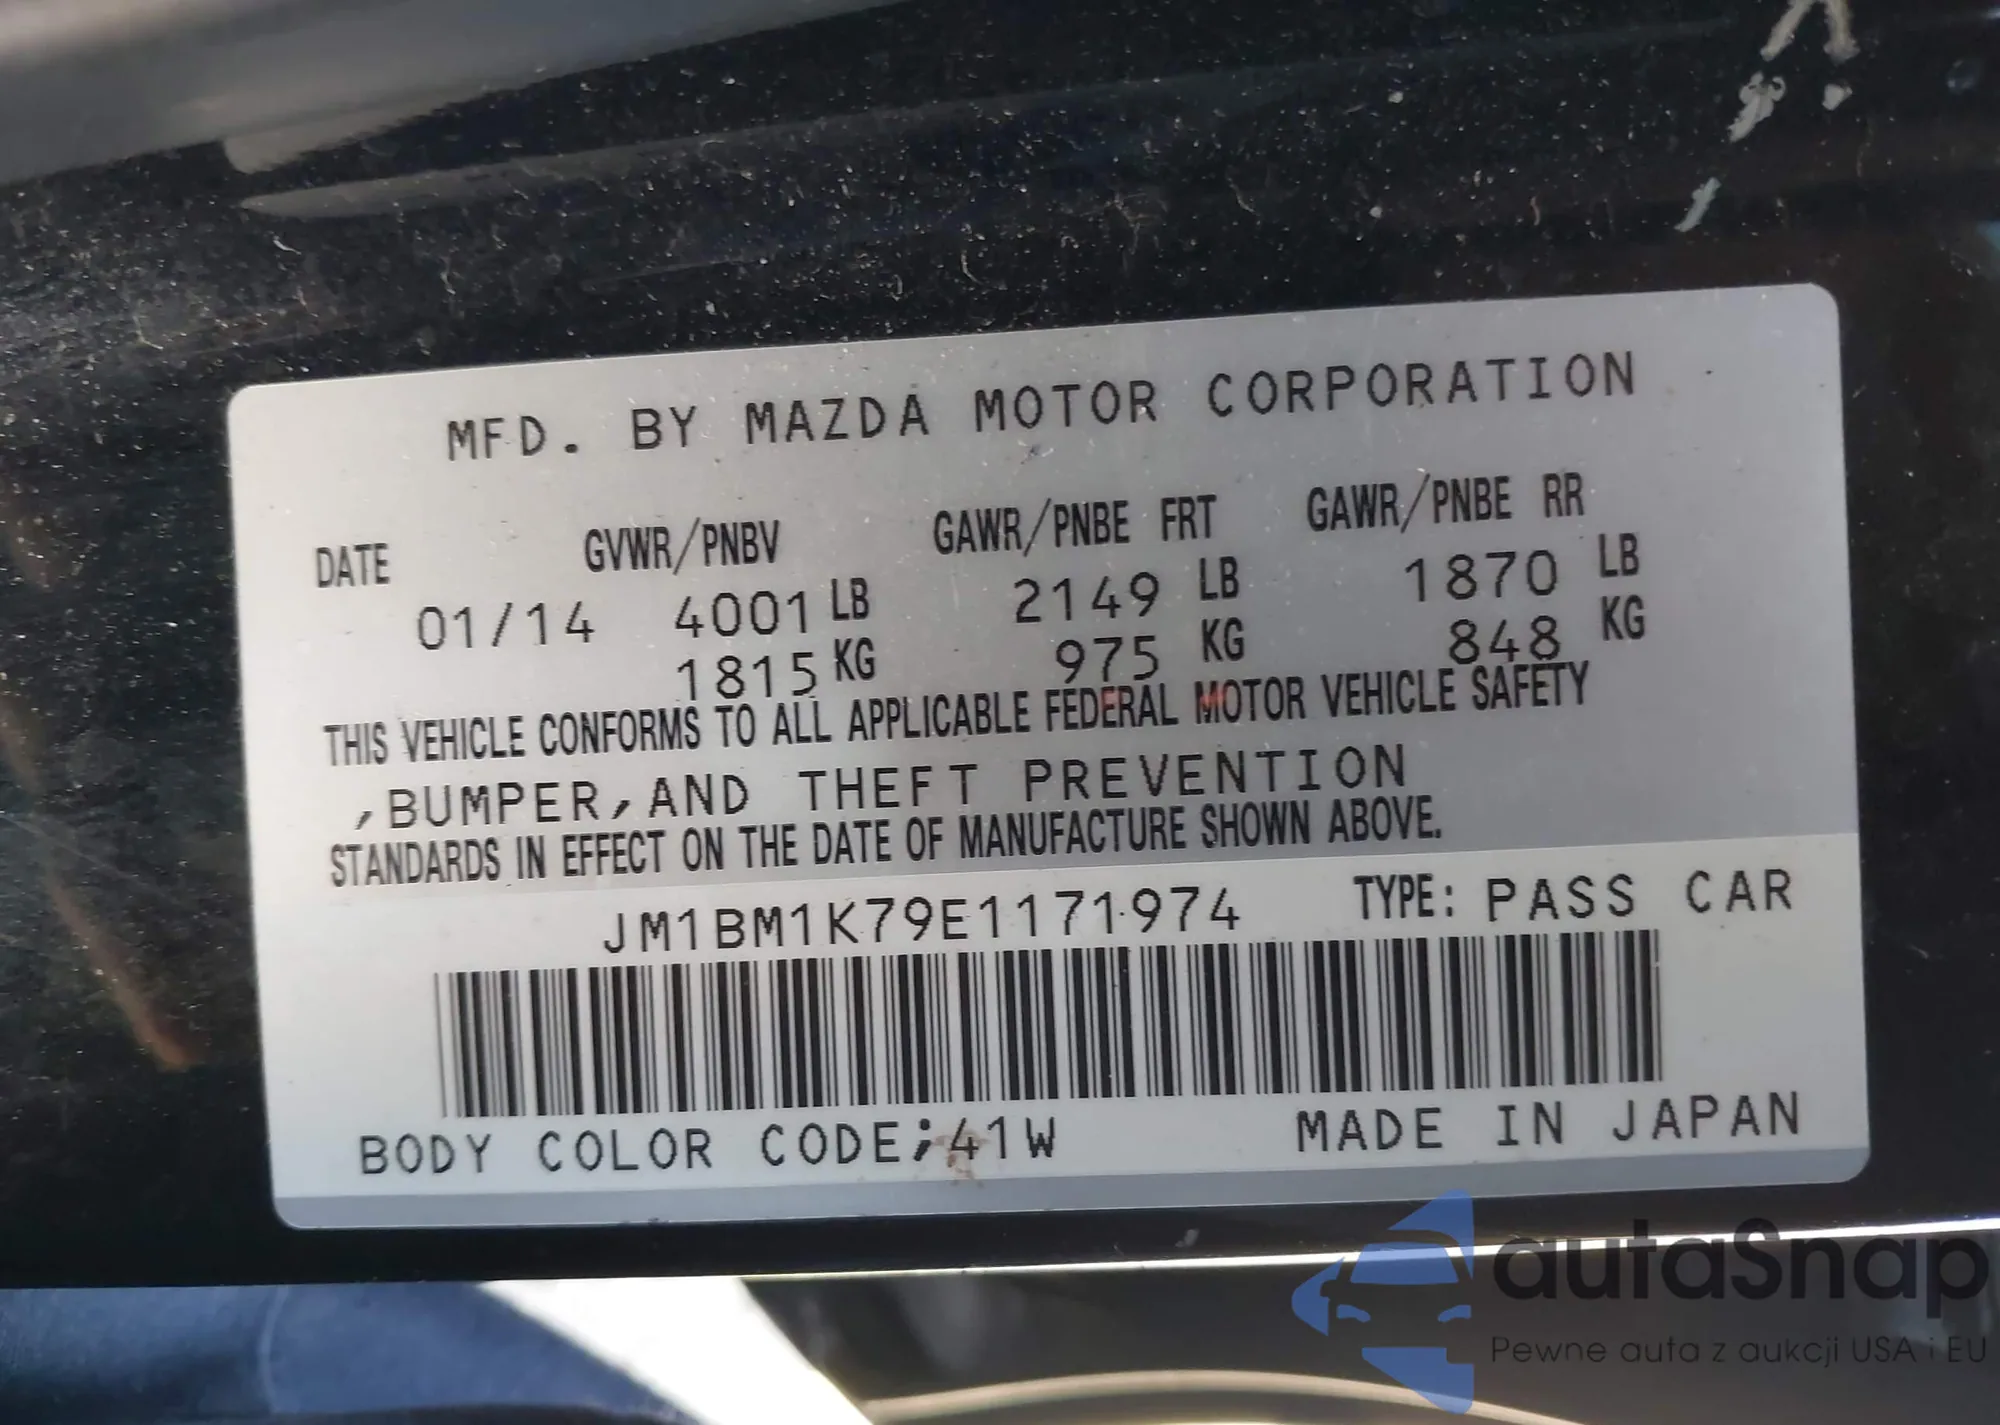 MFD. BY MAZDA MOTOR CORPORATION
DATE GVWR/PNBV GAWR/PNBE FRT GAWR/PNBE RR
01/14 4001 LB 2149 LB 1870 LB
1815 KG 975 KG 848 KG
THIS VEHICLE CONFORMS TO ALL APPLICABLE FEDERAL MOTOR VEHICLE SAFETY
,BUMPER,AND THEFT PREVENTION
STANDARDS IN EFFECT ON THE DATE OF MANUFACTURE SHOWN ABOVE.
JM1BM1K79E1171974 TYPE: PASS CAR
BODY COLOR CODE;41W MADE IN JAPAN
autaSnap
Pewne auta z aukcji USA i EU